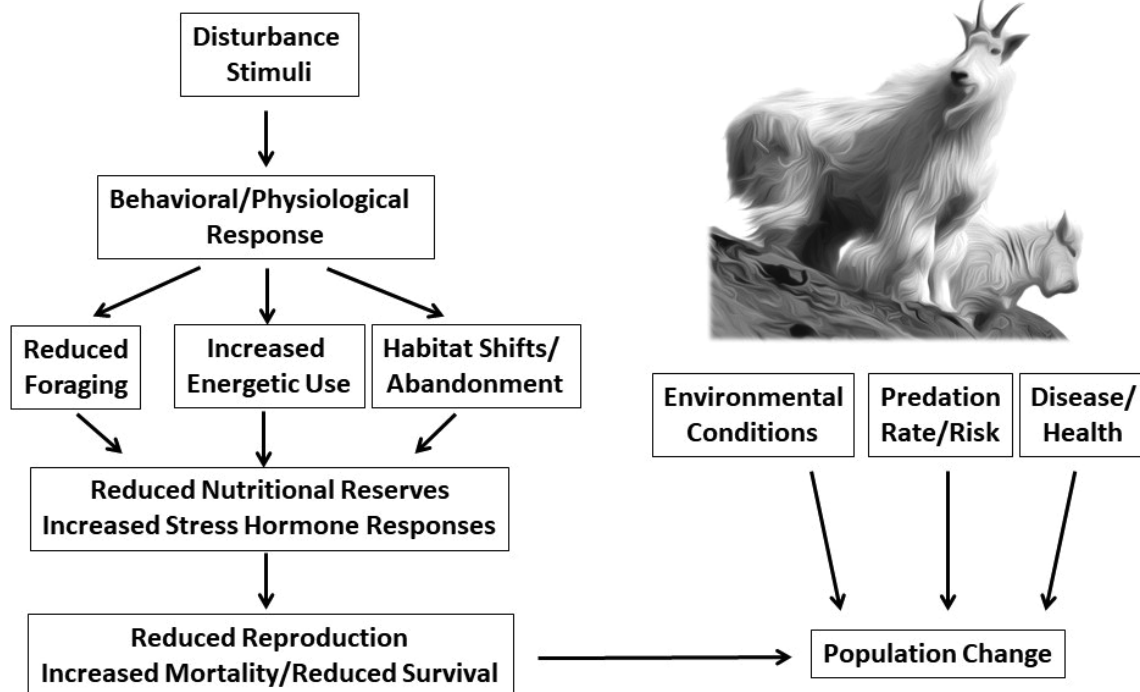 Disturbance
Stimuli
Behavioral/Physiological
Response
Reduced
Foraging
Increased
Energetic Use
Habitat Shifts/
Abandonment
Reduced Nutritional Reserves
Increased Stress Hormone Responses
Reduced Reproduction
Increased Mortality/Reduced Survival
Environmental
Conditions
Predation
Rate/Risk
Disease/
Health
Population Change